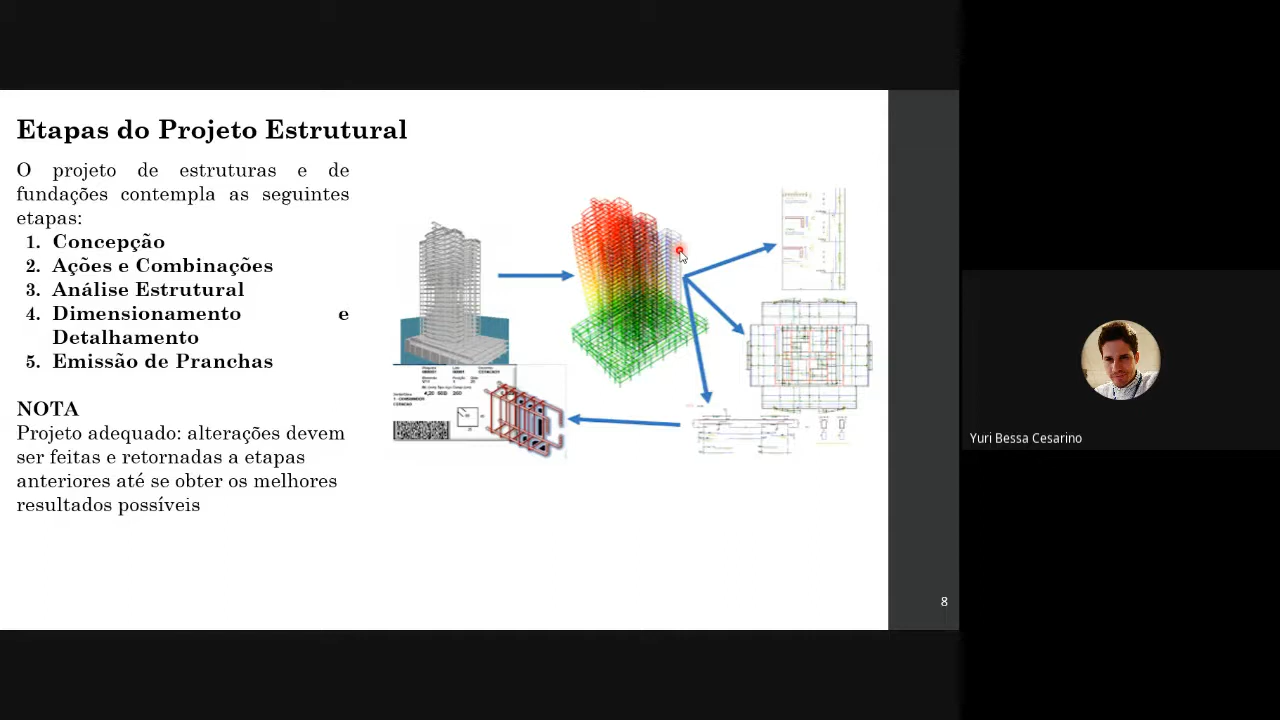 Etapas do Projeto Estrutural
O projeto de estruturas e de
fundações contempla as seguintes
etapas:
1. Concepção
2. Ações e Combinações
3. Análise Estrutural
4. Dimensionamento e
Detalhamento
5. Emissão de Pranchas
NOTA
Projeto adequado: alterações devem
ser feitas e retornadas a etapas
anteriores até se obter os melhores
resultados possíveis
8
Yuri Bessa Cesarino